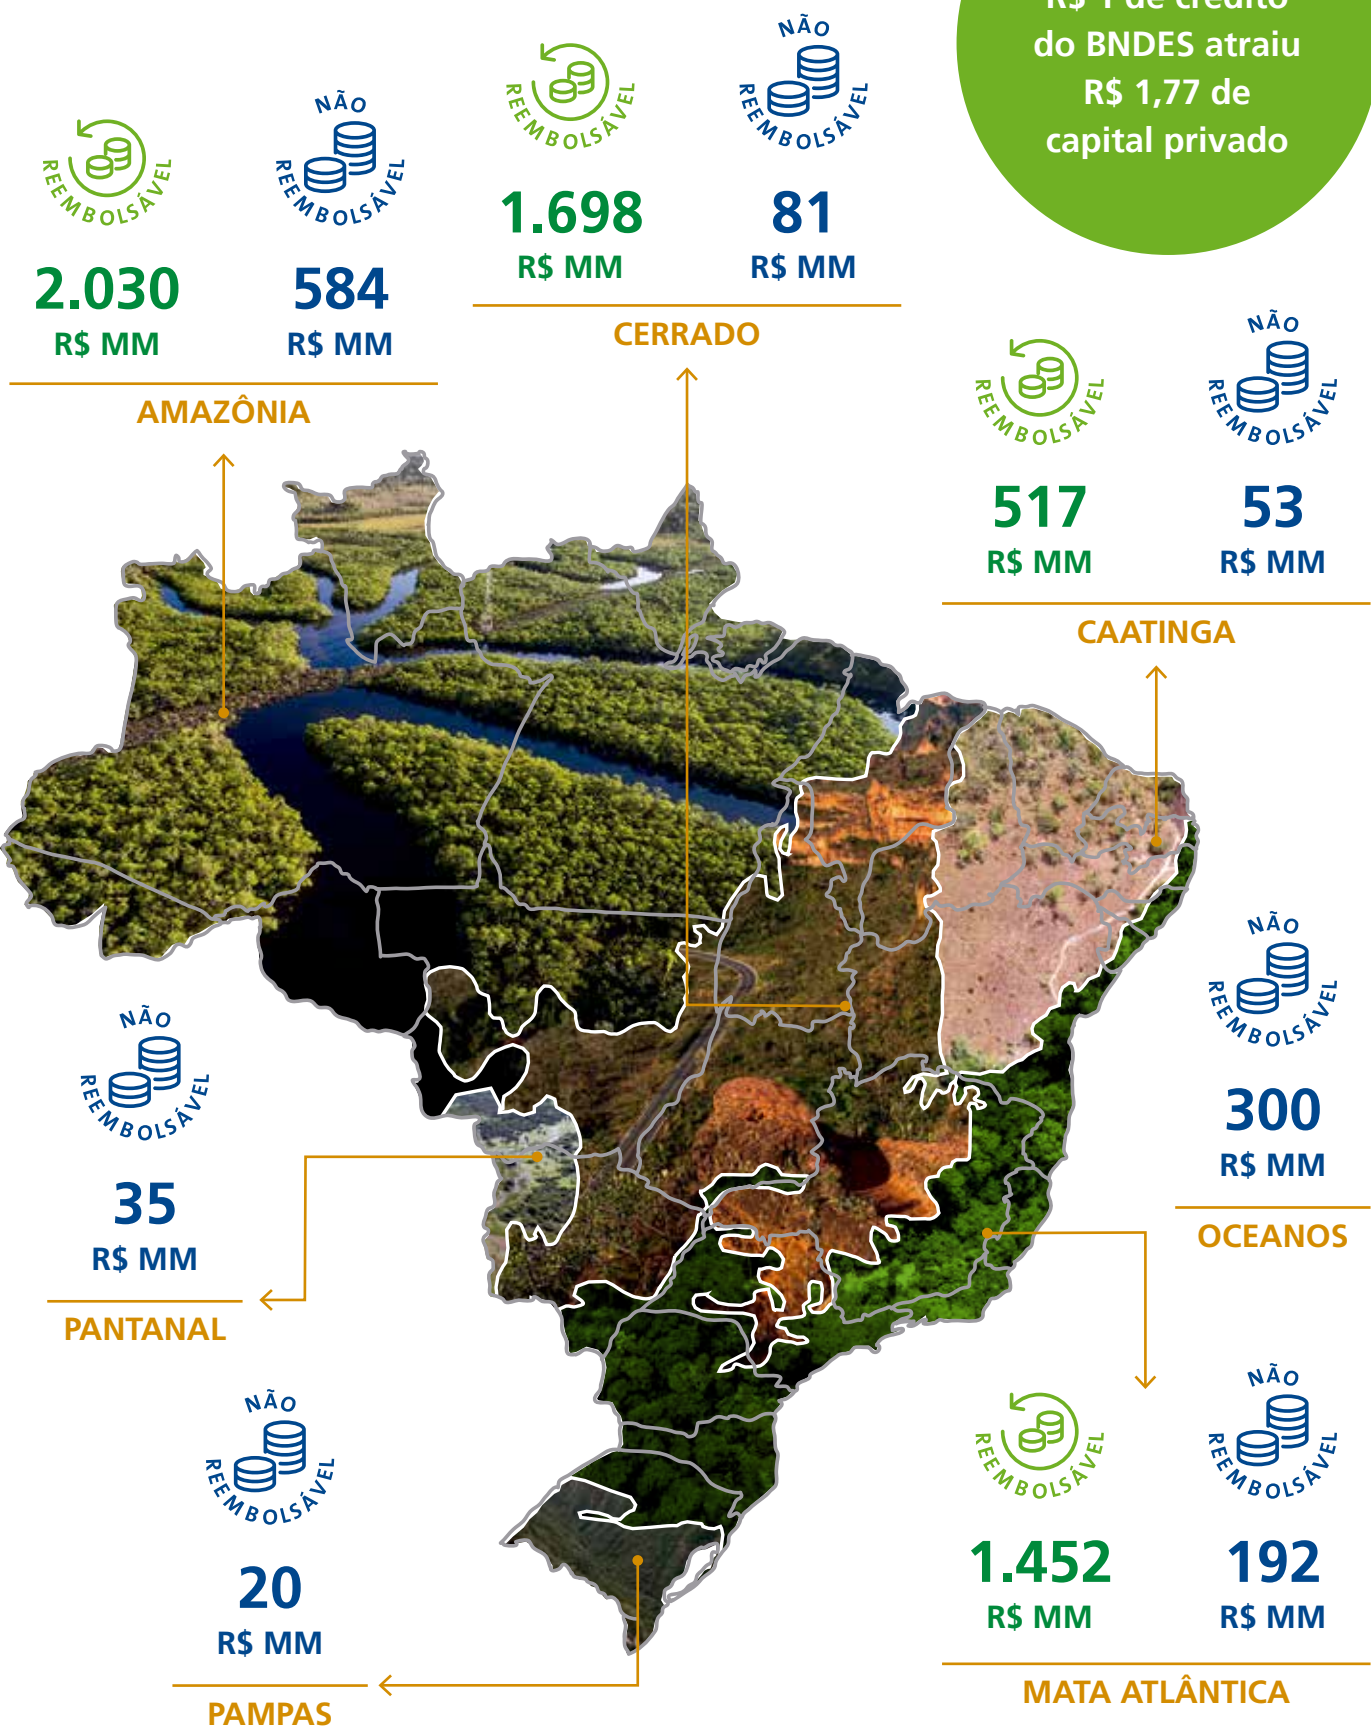 R$ 1 de crédito
do BNDES atraiu
R$ 1,77 de
capital privado
REEMBOLSÁVEL
NÃO
REEMBOLSÁVEL
2.030
R$ MM
584
R$ MM
AMAZÔNIA
REEMBOLSÁVEL
NÃO
REEMBOLSÁVEL
1.698
R$ MM
81
R$ MM
CERRADO
REEMBOLSÁVEL
NÃO
REEMBOLSÁVEL
517
R$ MM
53
R$ MM
CAATINGA
NÃO
REEMBOLSÁVEL
300
R$ MM
OCEANOS
NÃO
REEMBOLSÁVEL
35
R$ MM
PANTANAL
NÃO
REEMBOLSÁVEL
20
R$ MM
PAMPAS
REEMBOLSÁVEL
NÃO
REEMBOLSÁVEL
1.452
R$ MM
192
R$ MM
MATA ATLÂNTICA